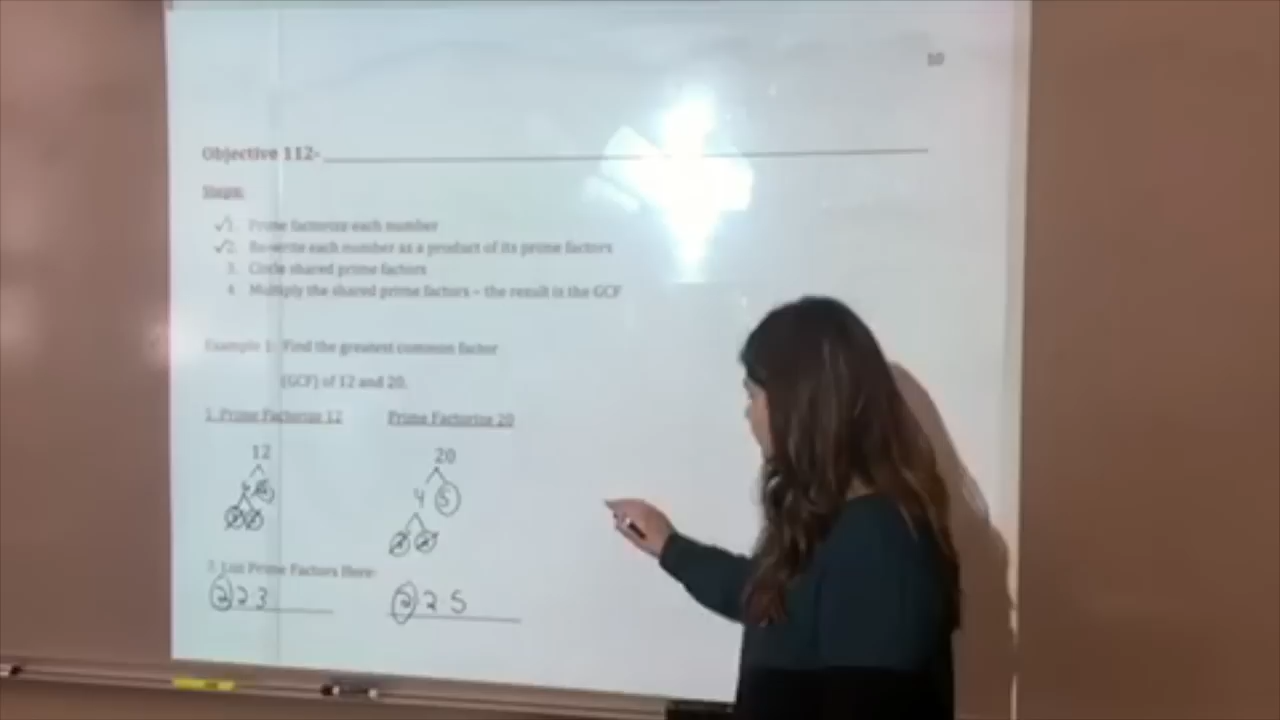 10
Objective 112-
Steps:
✓1. Prime factorize each number
✓2. Re-write each number as a product of its prime factors
3. Circle shared prime factors
4. Multiply the shared prime factors – the result is the GCF
Example 1: Find the greatest common factor
(GCF) of 12 and 20.
1. Prime Factorize 12 Prime Factorize 20
12 20
4 5
2 2
2. List Prime Factors Here:
2 2 3 2 2 5